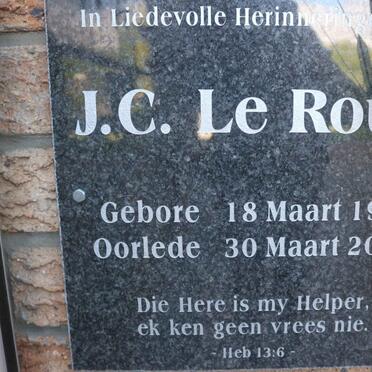 In Liedevolle Herinnering
J.C. Le Rou
Gebore 18 Maart 19
Oorlede 30 Maart 20
Die Here is my Helper,
ek ken geen vrees nie.
- Heb 13:6 -